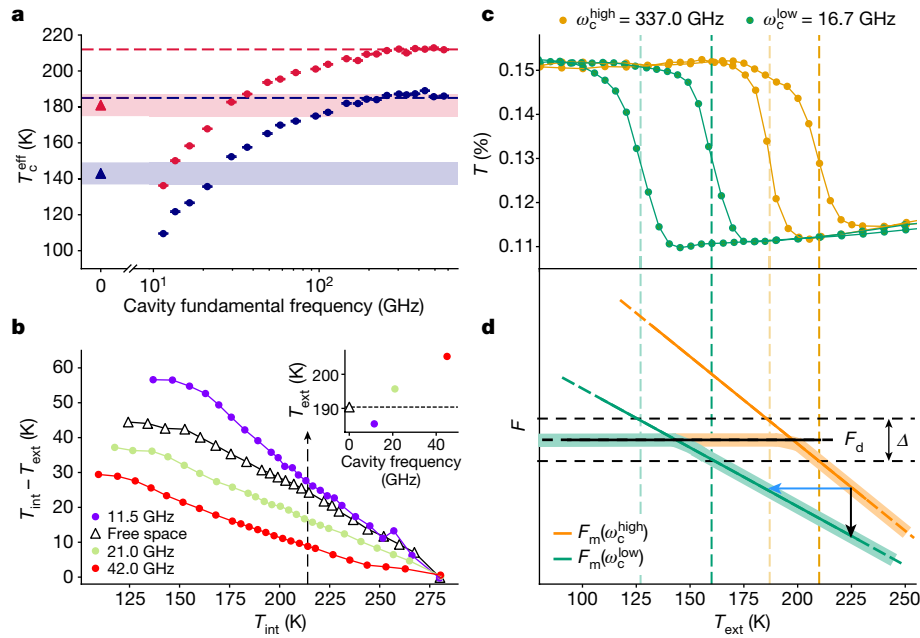 a
220
200
180
160
140
120
100
T_c^eff (K)
0
10^1
10^2
Cavity fundamental frequency (GHz)
b
60
50
40
30
20
10
0
T_int − T_ext (K)
11.5 GHz
Free space
21.0 GHz
42.0 GHz
125
150
175
200
225
250
275
T_int (K)
T_ext (K)
200
190
0
20
40
Cavity frequency
(GHz)
c
ω_c^high = 337.0 GHz
ω_c^low = 16.7 GHz
0.15
0.14
0.13
0.12
0.11
T (%)
d
F
F_d
Δ
F_m(ω_c^high)
F_m(ω_c^low)
100
125
150
175
200
225
250
T_ext (K)